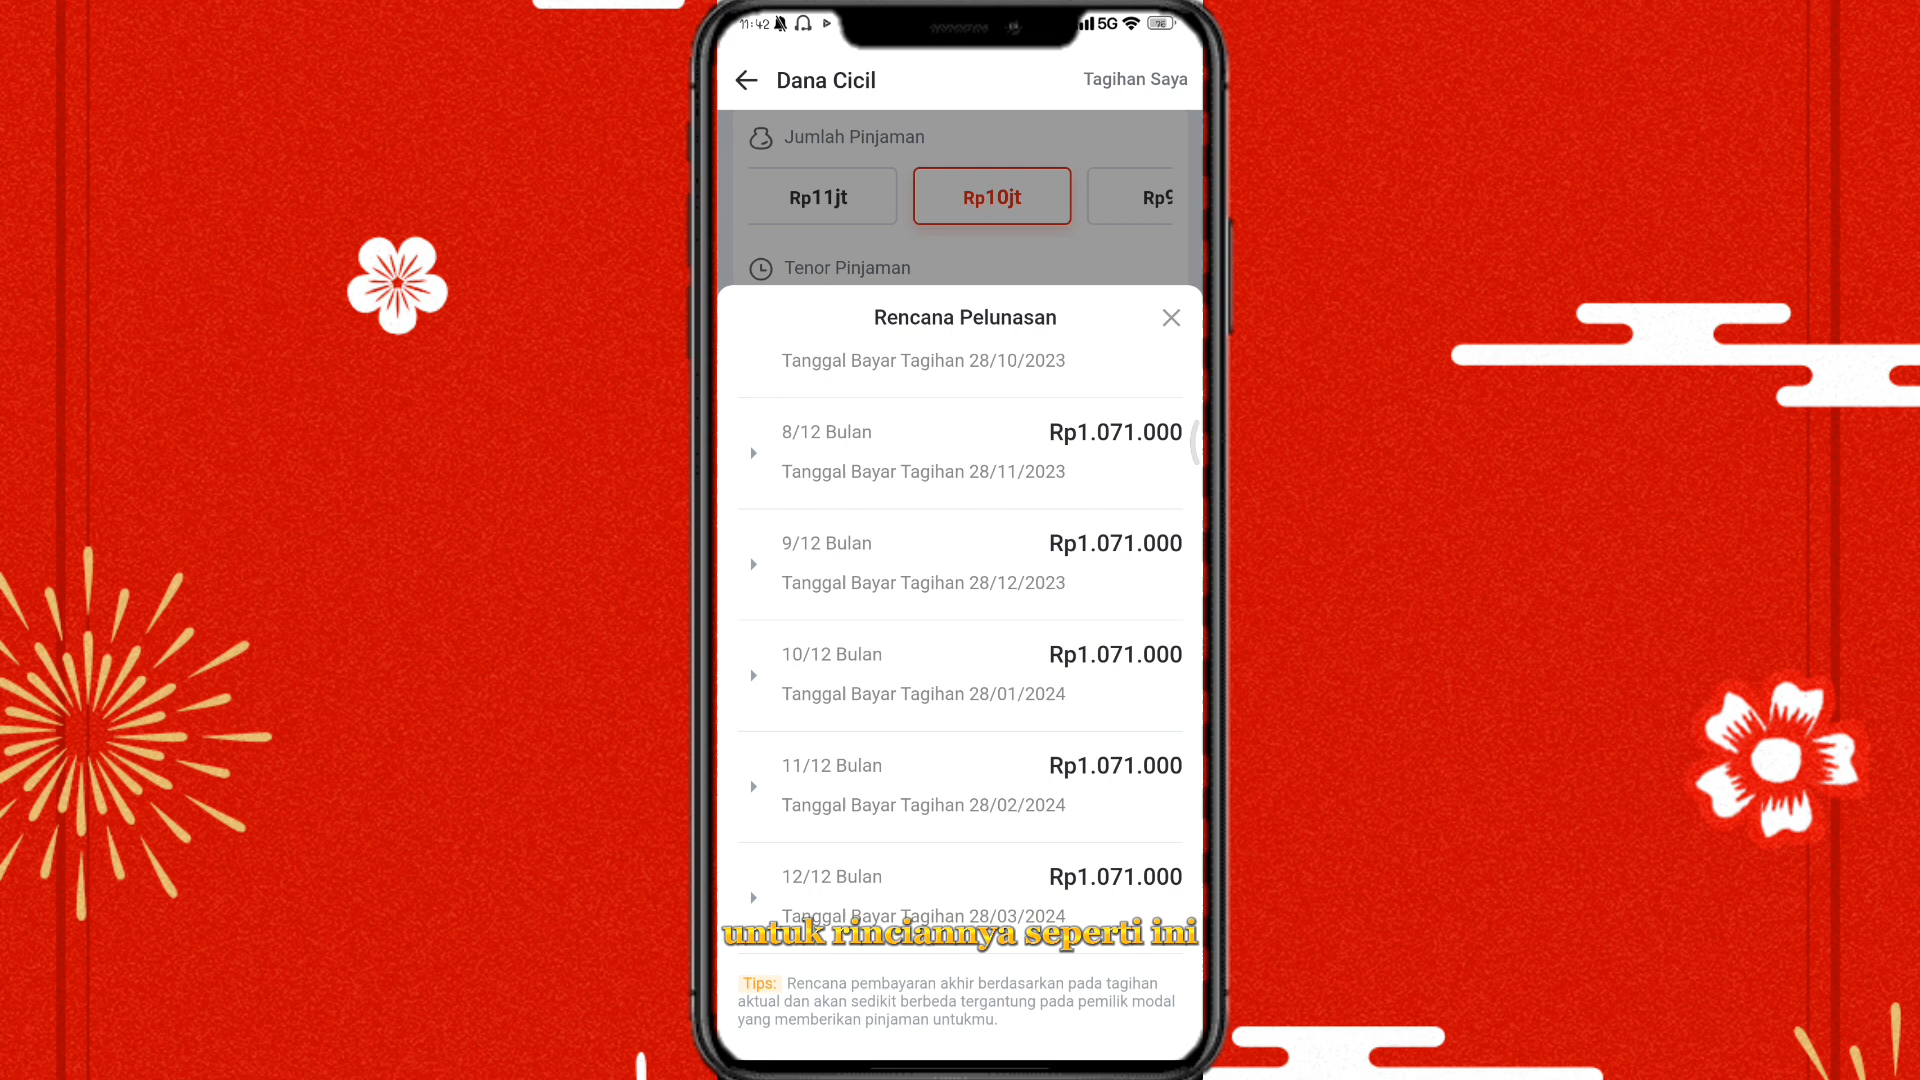 11:42
5G
76
Dana Cicil
Tagihan Saya
Jumlah Pinjaman
Rp11jt
Rp10jt
Rp9
Tenor Pinjaman
Rencana Pelunasan
Tanggal Bayar Tagihan 28/10/2023
8/12 Bulan
Rp1.071.000
Tanggal Bayar Tagihan 28/11/2023
9/12 Bulan
Rp1.071.000
Tanggal Bayar Tagihan 28/12/2023
10/12 Bulan
Rp1.071.000
Tanggal Bayar Tagihan 28/01/2024
11/12 Bulan
Rp1.071.000
Tanggal Bayar Tagihan 28/02/2024
12/12 Bulan
Rp1.071.000
Tanggal Bayar Tagihan 28/03/2024
untuk rinciannya seperti ini
Tips: Rencana pembayaran akhir berdasarkan pada tagihan
aktual dan akan sedikit berbeda tergantung pada pemilik modal
yang memberikan pinjaman untukmu.